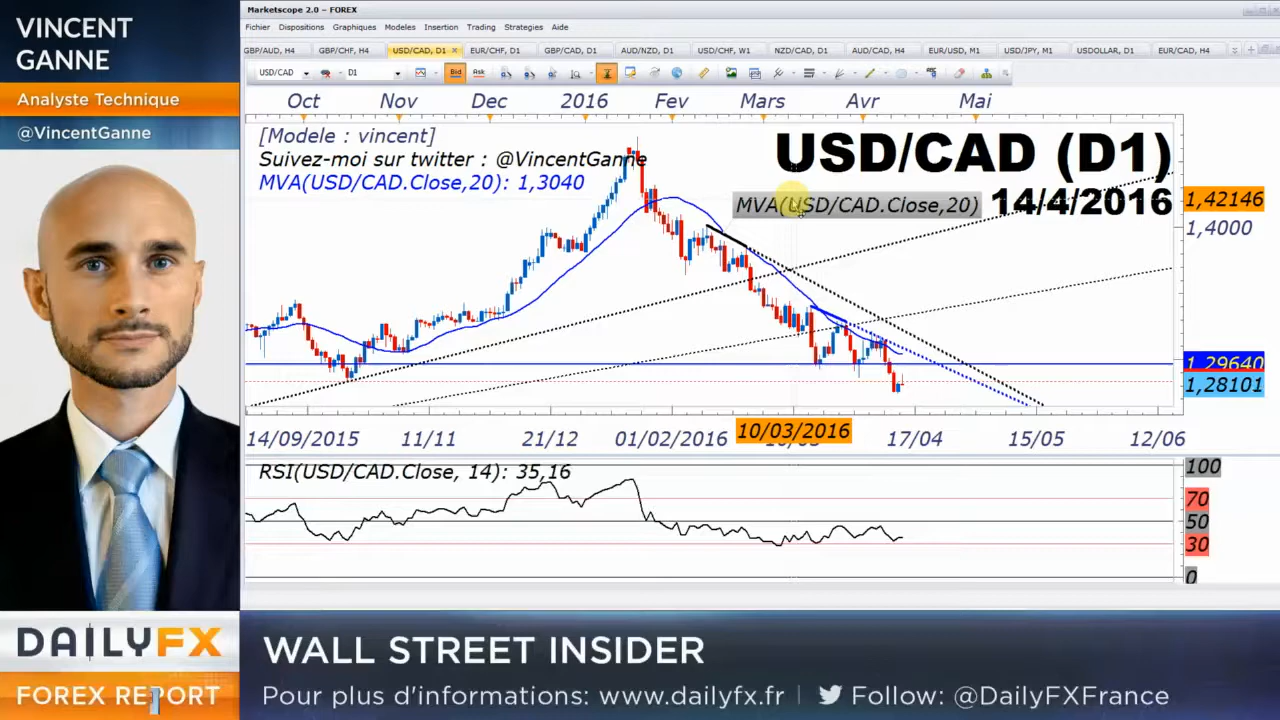 VINCENT
GANNE
Analyste Technique
@VincentGanne
Marketscope 2.0 – FOREX
Fichier Dispositions Graphiques Modeles Insertion Trading Strategies Aide
GBP/AUD, H4 GBP/CHF, H4 USD/CAD, D1 EUR/CHF, D1 GBP/CAD, D1 AUD/NZD, D1 USD/CHF, W1 NZD/CAD, D1 AUD/CAD, H4 EUR/USD, M1 USD/JPY, M1 USDOLLAR, D1 EUR/CAD, H4
USD/CAD D1 Bid Ask
Oct Nov Dec 2016 Fev Mars Avr Mai
[Modele : vincent]
Suivez-moi sur twitter : @VincentGanne
MVA(USD/CAD.Close,20): 1,3040
USD/CAD (D1)
MVA(USD/CAD.Close,20)
14/4/2016
1,42146
1,4000
1,29640
1,28101
14/09/2015 11/11 21/12 01/02/2016 10/03/2016 17/04 15/05 12/06
RSI(USD/CAD.Close, 14): 35,16
100
70
50
30
0
DAILYFX
FOREX REPORT
WALL STREET INSIDER
Pour plus d'informations: www.dailyfx.fr | Follow: @DailyFXFrance